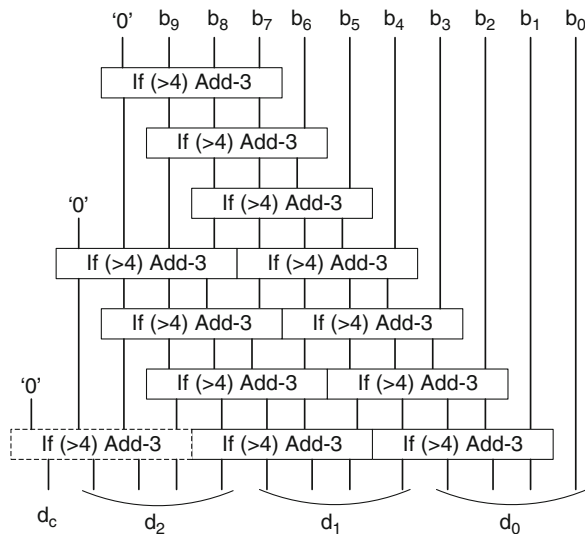 ‘0’ b9 b8 b7 b6 b5 b4 b3 b2 b1 b0
If (>4) Add-3
If (>4) Add-3
If (>4) Add-3
‘0’
If (>4) Add-3 If (>4) Add-3
If (>4) Add-3 If (>4) Add-3
If (>4) Add-3 If (>4) Add-3
‘0’
If (>4) Add-3 If (>4) Add-3 If (>4) Add-3
dc d2 d1 d0